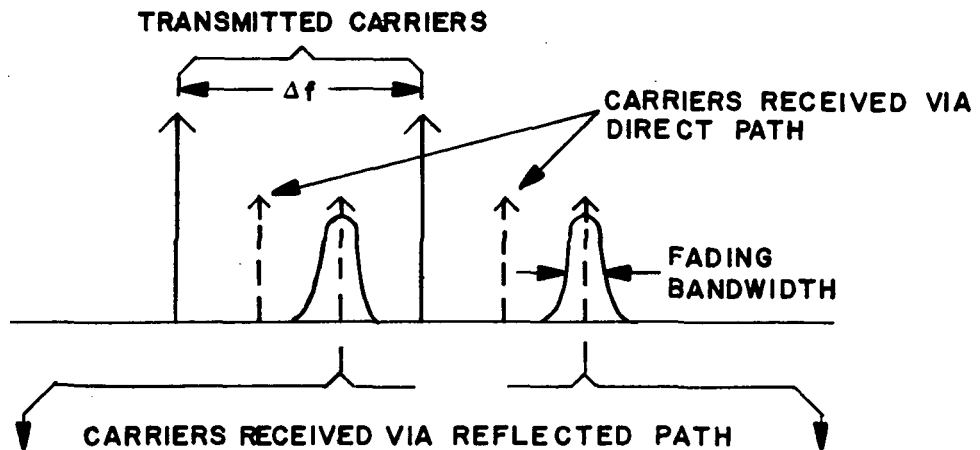 TRANSMITTED CARRIERS
Δf
CARRIERS RECEIVED VIA
DIRECT PATH
FADING
BANDWIDTH
CARRIERS RECEIVED VIA REFLECTED PATH